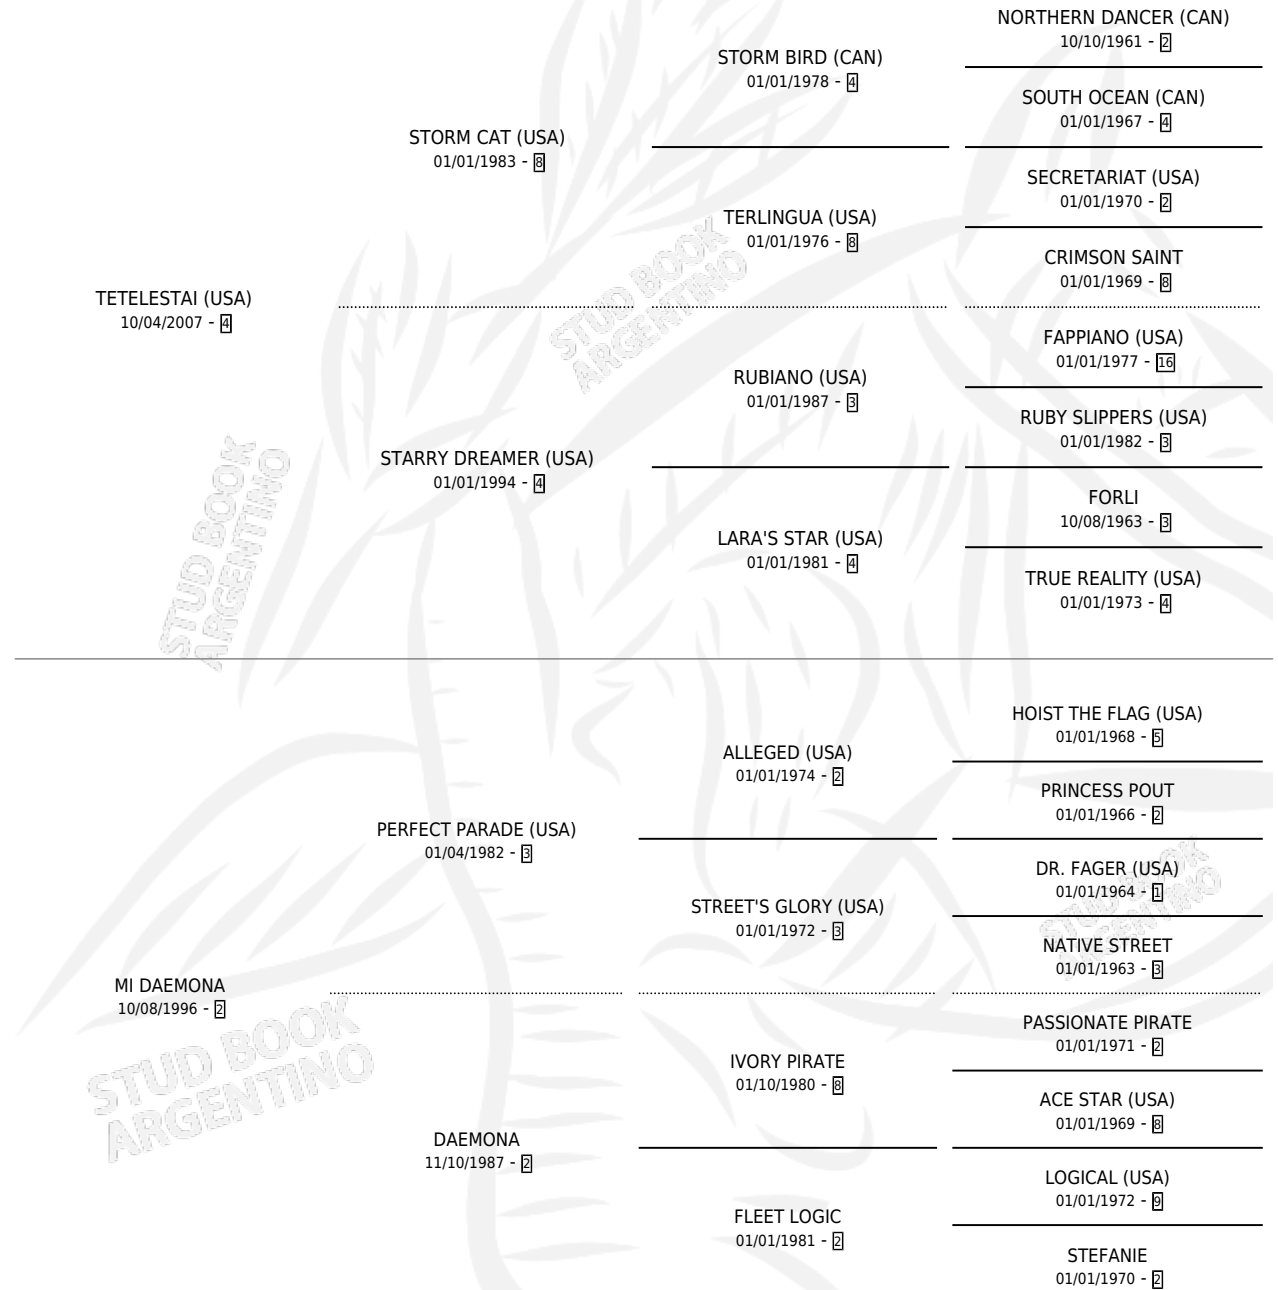 NORTHERN DANCER (CAN)
10/10/1961 - 2
STORM BIRD (CAN)
01/01/1978 - 4
SOUTH OCEAN (CAN)
01/01/1967 - 4
STORM CAT (USA)
01/01/1983 - 8
SECRETARIAT (USA)
01/01/1970 - 2
TERLINGUA (USA)
01/01/1976 - 8
CRIMSON SAINT
01/01/1969 - 8
TETELESTAI (USA)
10/04/2007 - 4
STUD BOOK
ARGENTINO
FAPPIANO (USA)
01/01/1977 - 16
RUBIANO (USA)
01/01/1987 - 3
RUBY SLIPPERS (USA)
01/01/1982 - 3
STARRY DREAMER (USA)
01/01/1994 - 4
FORLI
10/08/1963 - 3
LARA'S STAR (USA)
01/01/1981 - 4
TRUE REALITY (USA)
01/01/1973 - 4
STUD BOOK
ARGENTINO
HOIST THE FLAG (USA)
01/01/1968 - 5
ALLEGED (USA)
01/01/1974 - 2
PRINCESS POUT
01/01/1966 - 2
PERFECT PARADE (USA)
01/04/1982 - 3
DR. FAGER (USA)
01/01/1964 - 1
STREET'S GLORY (USA)
01/01/1972 - 3
NATIVE STREET
01/01/1963 - 3
STUD BOOK
ARGENTINO
MI DAEMONA
10/08/1996 - 2
PASSIONATE PIRATE
01/01/1971 - 2
IVORY PIRATE
01/10/1980 - 8
ACE STAR (USA)
01/01/1969 - 8
STUD BOOK
ARGENTINO
DAEMONA
11/10/1987 - 2
LOGICAL (USA)
01/01/1972 - 9
FLEET LOGIC
01/01/1981 - 2
STEFANIE
01/01/1970 - 2